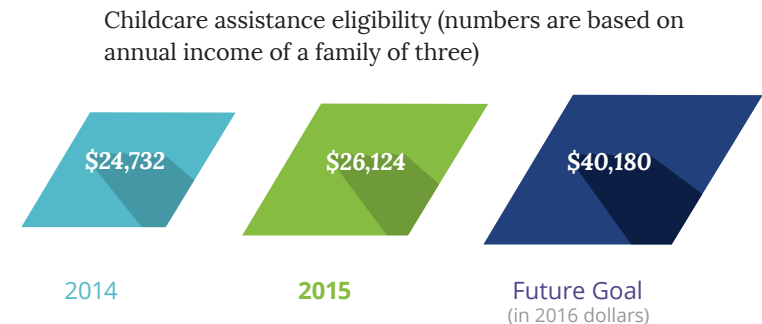 Childcare assistance eligibility (numbers are based on
annual income of a family of three)
$24,732
$26,124
$40,180
2014
2015
Future Goal
(in 2016 dollars)